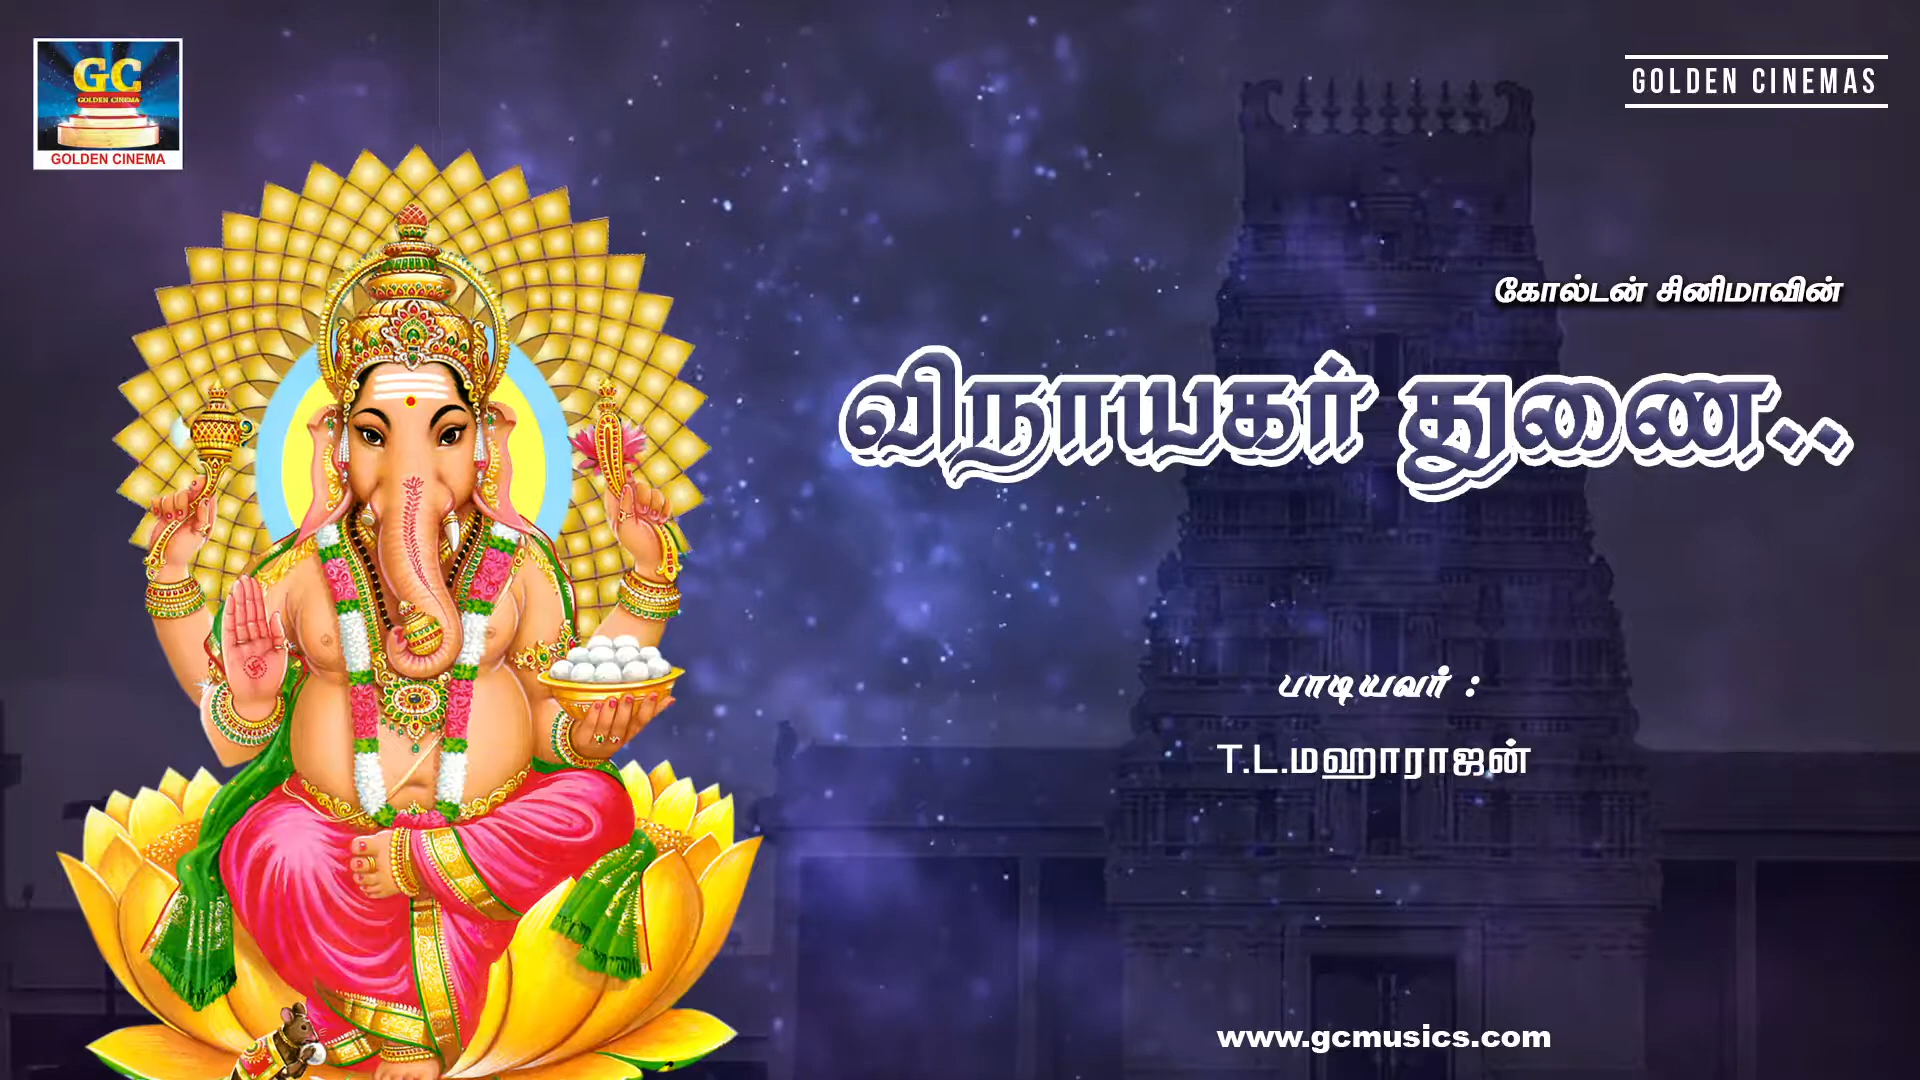 GC
GOLDEN CINEMA
GOLDEN CINEMA
GOLDEN CINEMAS
கோல்டன் சினிமாவின்
விநாயகர் துணை..
பாடியவர் :
T.L.மஹாராஜன்
www.gcmusics.com